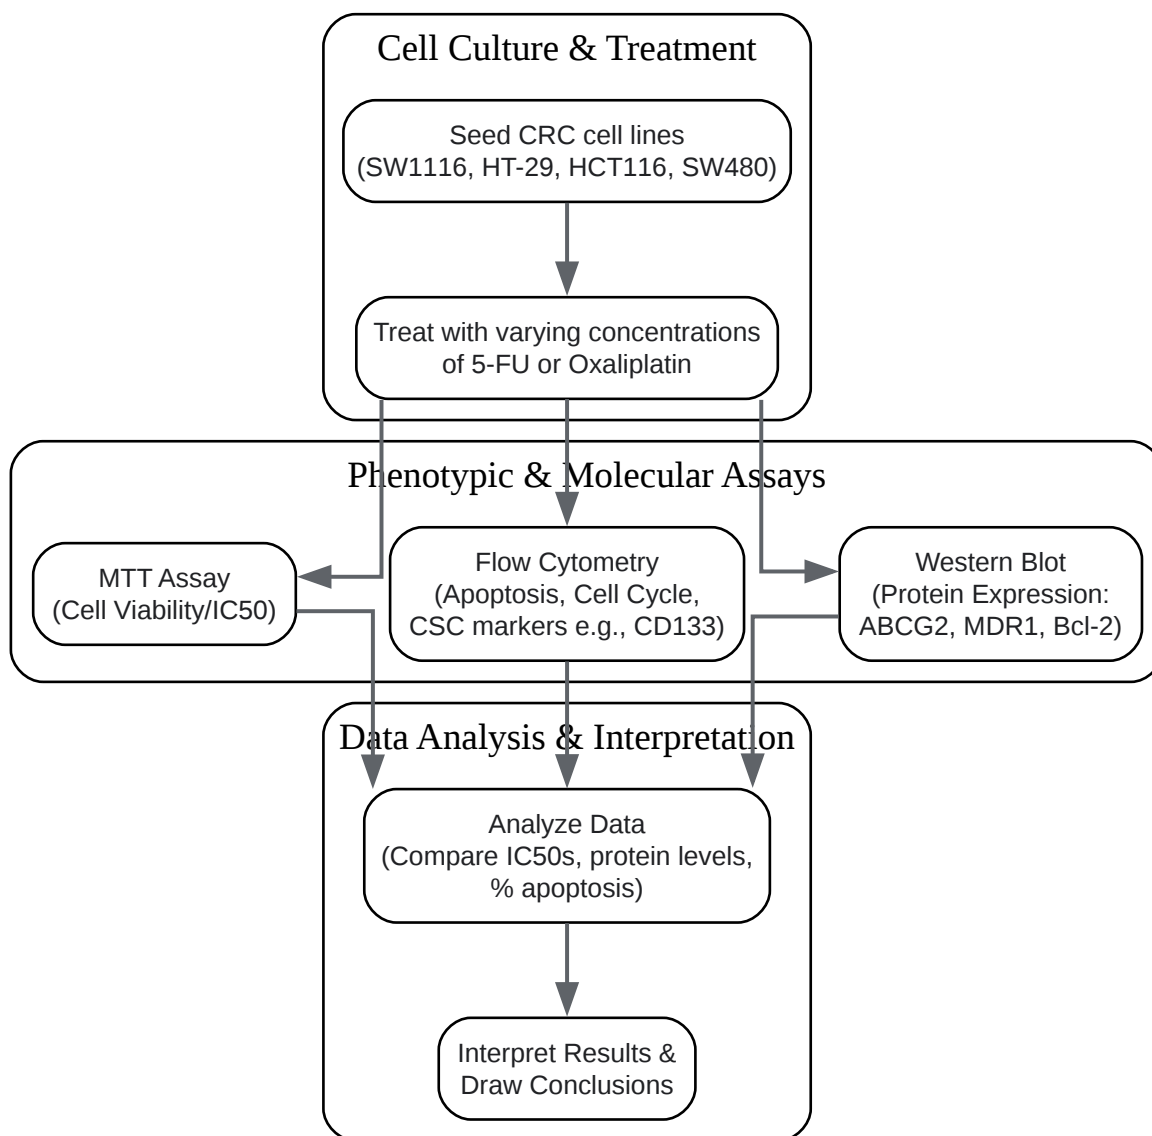 Cell Culture & Treatment
Seed CRC cell lines
(SW1116, HT-29, HCT116, SW480)
Treat with varying concentrations
of 5-FU or Oxaliplatin
Phenotypic & Molecular Assays
MTT Assay
(Cell Viability/IC50)
Flow Cytometry
(Apoptosis, Cell Cycle,
CSC markers e.g., CD133)
Western Blot
(Protein Expression:
ABCG2, MDR1, Bcl-2)
Data Analysis & Interpretation
Analyze Data
(Compare IC50s, protein levels,
% apoptosis)
Interpret Results &
Draw Conclusions